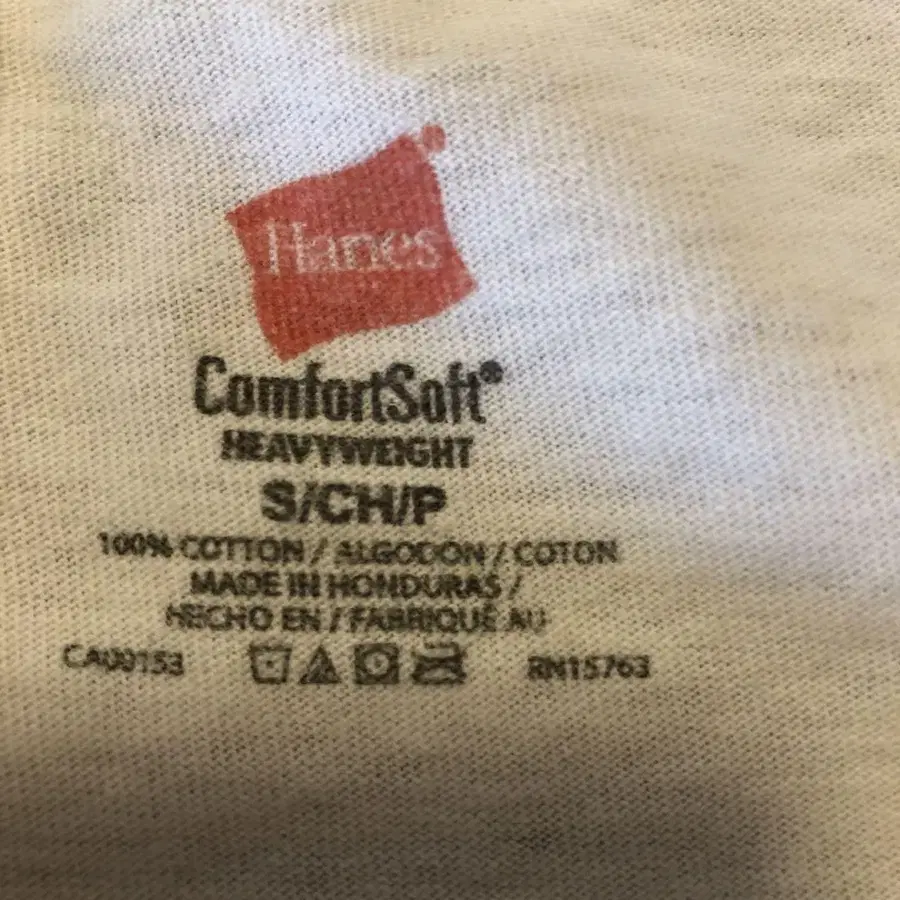 Hanes®
ComfortSoft®
HEAVYWEIGHT
S/CH/P
100% COTTON / ALGODON / COTON
MADE IN HONDURAS /
HECHO EN / FABRIQUÉ AU
CA00153 RN15763